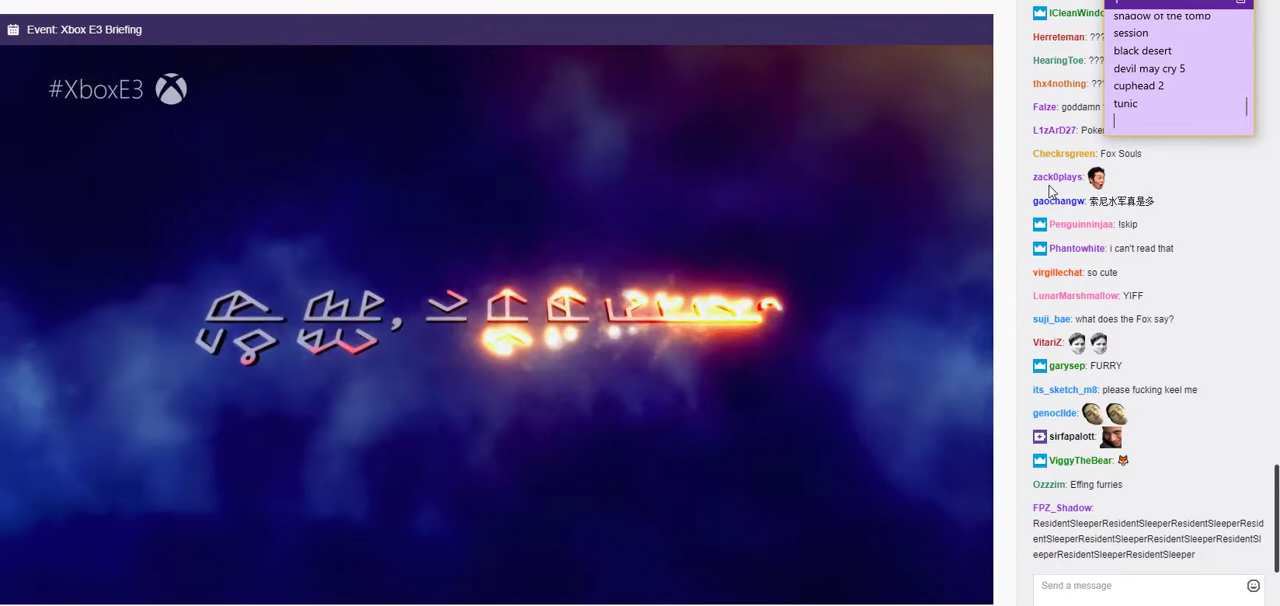 Event: Xbox E3 Briefing
#XboxE3
shadow of the tomb
session
black desert
devil may cry 5
cuphead 2
tunic
ICleanWindo
Herreteman: ???
HearingToe: ???
thx4nothing: ??
Falze: goddamn
L1zArD27: Poke
Checkrsgreen: Fox Souls
zack0plays:
gaochangw: 索尼水军真是多
Penguinninjaa: !skip
Phantowhite: i can't read that
virgillechat: so cute
LunarMarshmallow: YIFF
suji_bae: what does the Fox say?
VitariZ:
garysep: FURRY
its_sketch_m8: please fucking keel me
genocIIde:
sirfapalott:
ViggyTheBear:
Ozzzim: Effing furries
FPZ_Shadow:
ResidentSleeperResidentSleeperResidentSleeperResid
entSleeperResidentSleeperResidentSleeperResidentSl
eeperResidentSleeperResidentSleeper
Send a message